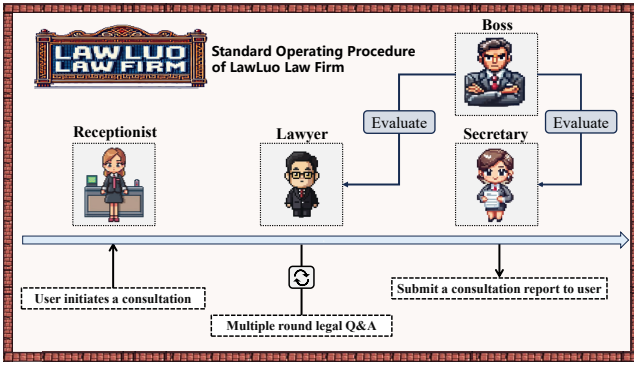 LAWLUO
LAW FIRM
Standard Operating Procedure
of LawLuo Law Firm
Boss
Evaluate
Evaluate
Receptionist
Lawyer
Secretary
User initiates a consultation
Multiple round legal Q&A
Submit a consultation report to user